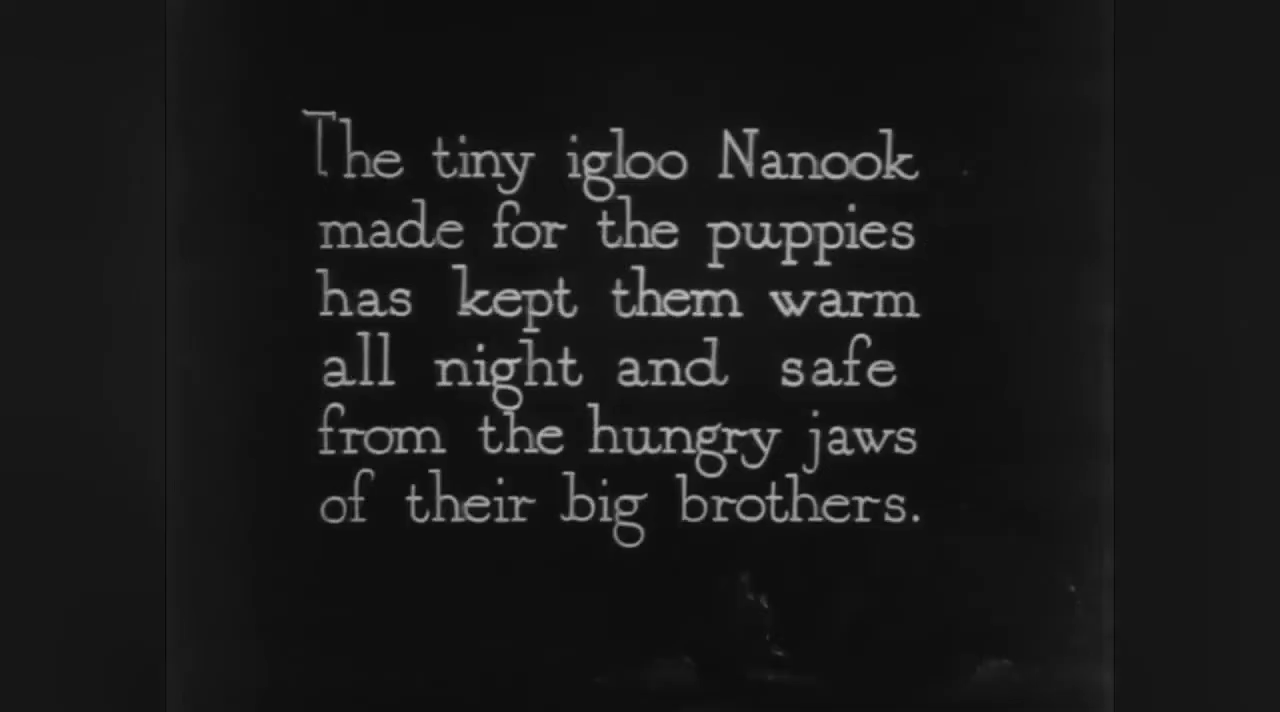 The tiny igloo Nanook
made for the puppies
has kept them warm
all night and safe
from the hungry jaws
of their big brothers.